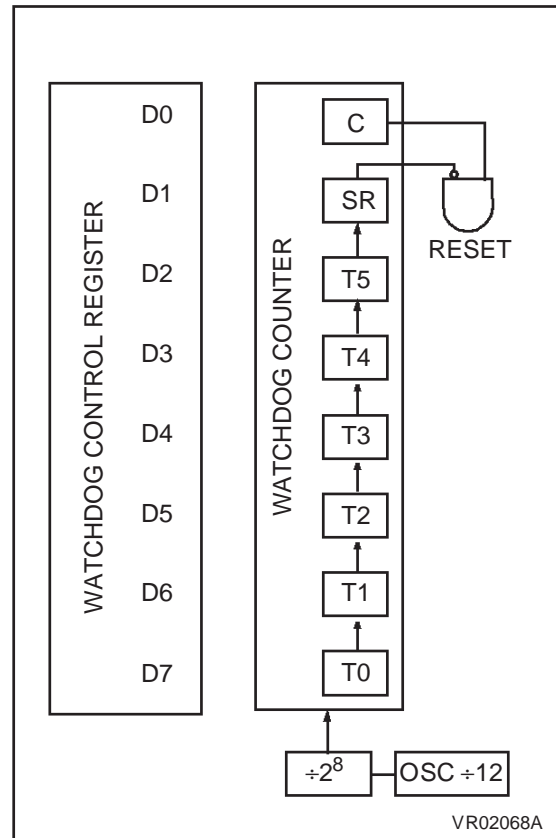 WATCHDOG CONTROL REGISTER
D0
D1
D2
D3
D4
D5
D6
D7
WATCHDOG COUNTER
C
SR
T5
T4
T3
T2
T1
T0
RESET
÷2⁸
OSC ÷12
VR02068A